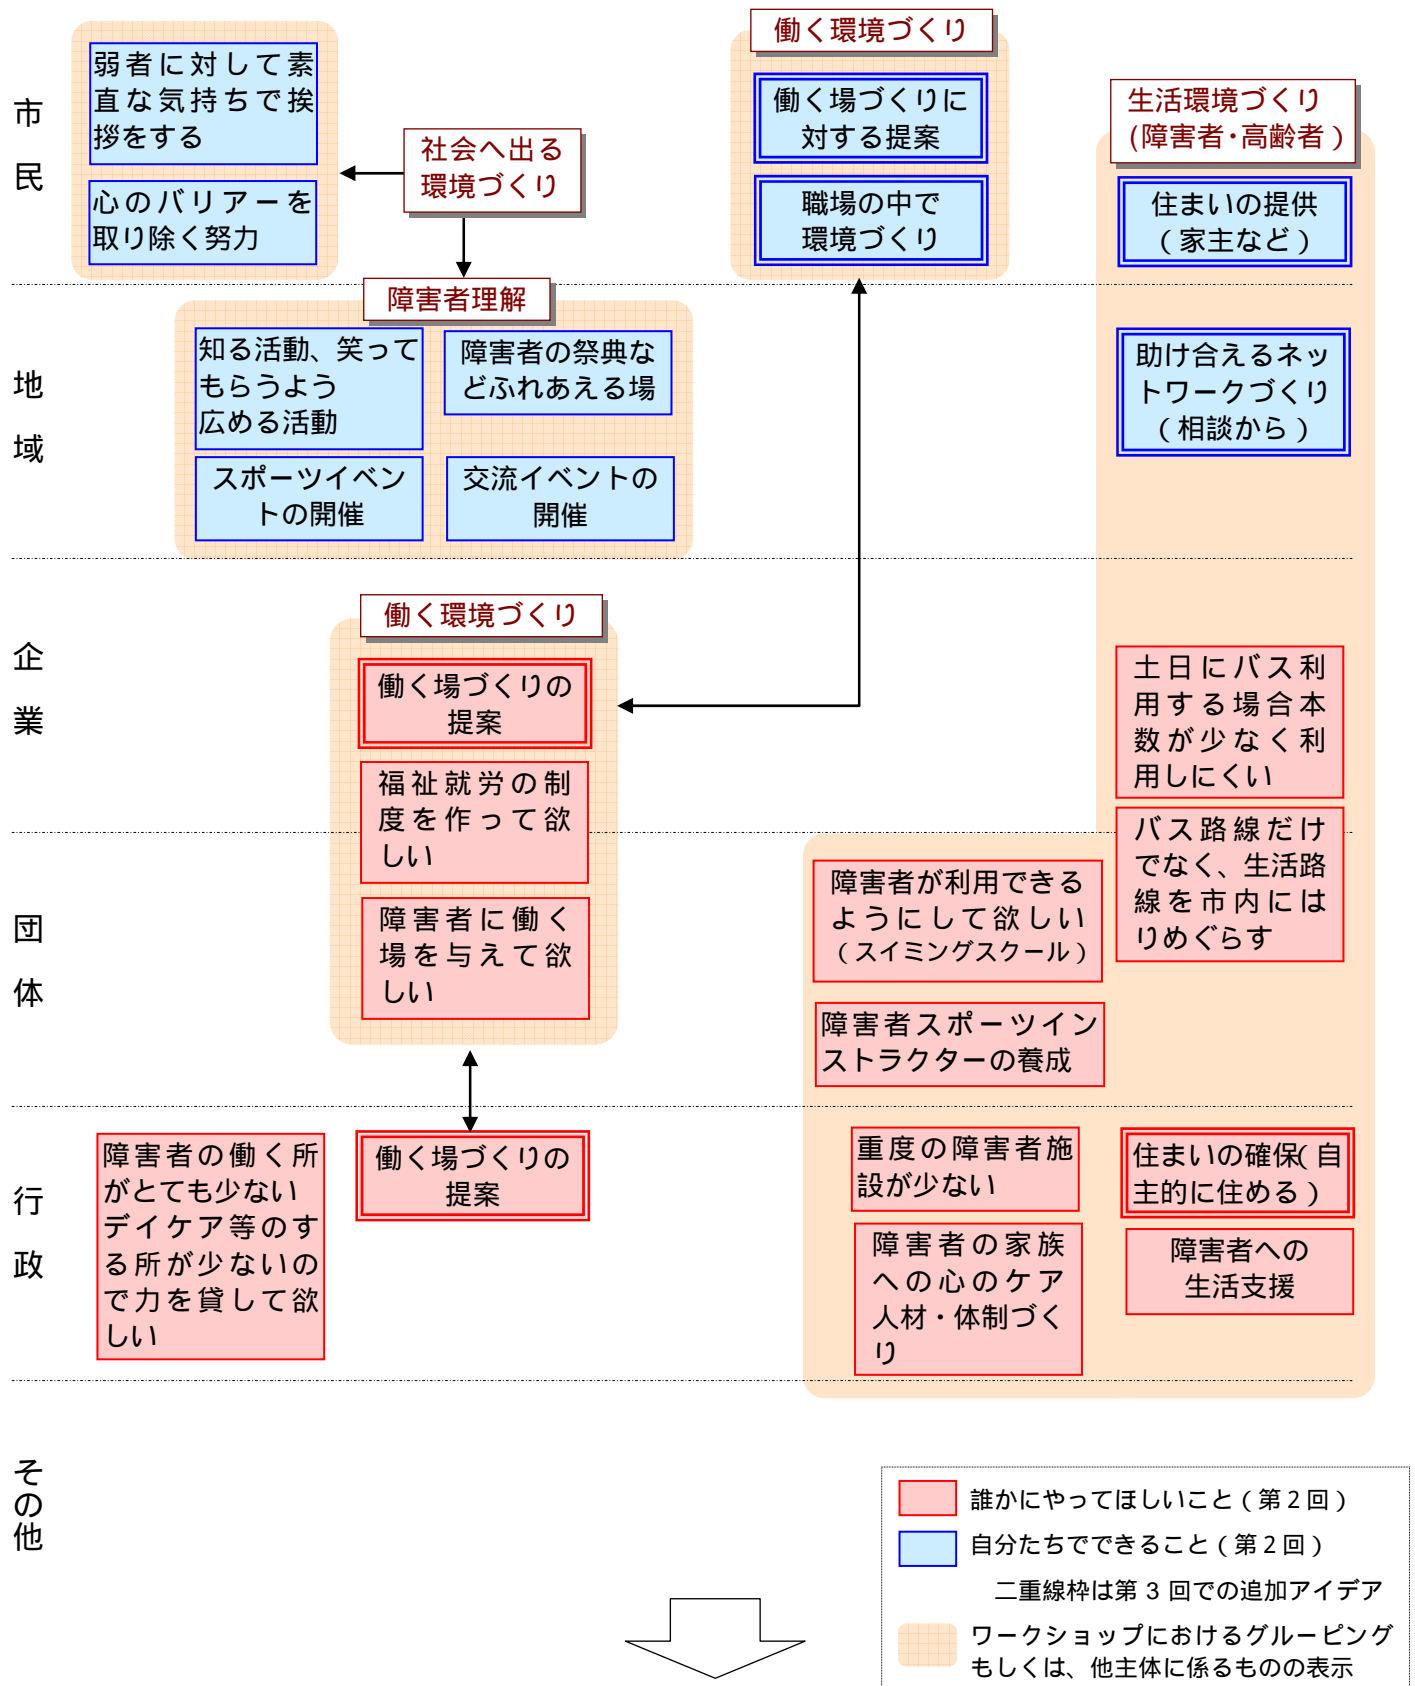 市民
弱者に対して素
直な気持ちで挨
拶をする
心のバリアーを
取り除く努力
社会へ出る
環境づくり
働く環境づくり
働く場づくりに
対する提案
職場の中で
環境づくり
生活環境づくり
(障害者・高齢者）
住まいの提供
（家主など）
地域
障害者理解
知る活動、笑って
もらうよう
広める活動
障害者の祭典な
どふれあえる場
スポーツイベン
トの開催
交流イベントの
開催
助け合えるネッ
トワークづくり
（相談から）
企業
働く環境づくり
働く場づくりの
提案
福祉就労の制
度を作って欲
しい
土日にバス利
用する場合本
数が少なく利
用しにくい
バス路線だけ
でなく、生活路
線を市内には
りめぐらす
団体
障害者に働く
場を与えて欲
しい
障害者が利用できる
ようにして欲しい
（スイミングスクール）
障害者スポーツイン
ストラクターの養成
行政
障害者の働く所
がとても少ない
デイケア等のす
る所が少ないの
で力を貸して欲
しい
働く場づくりの
提案
重度の障害者施
設が少ない
障害者の家族
への心のケア
人材・体制づく
り
住まいの確保（自
主的に住める）
障害者への
生活支援
その他
誰かにやってほしいこと（第２回）
自分たちでできること（第２回）
二重線枠は第３回での追加アイデア
ワークショップにおけるグルーピング
もしくは、他主体に係るものの表示